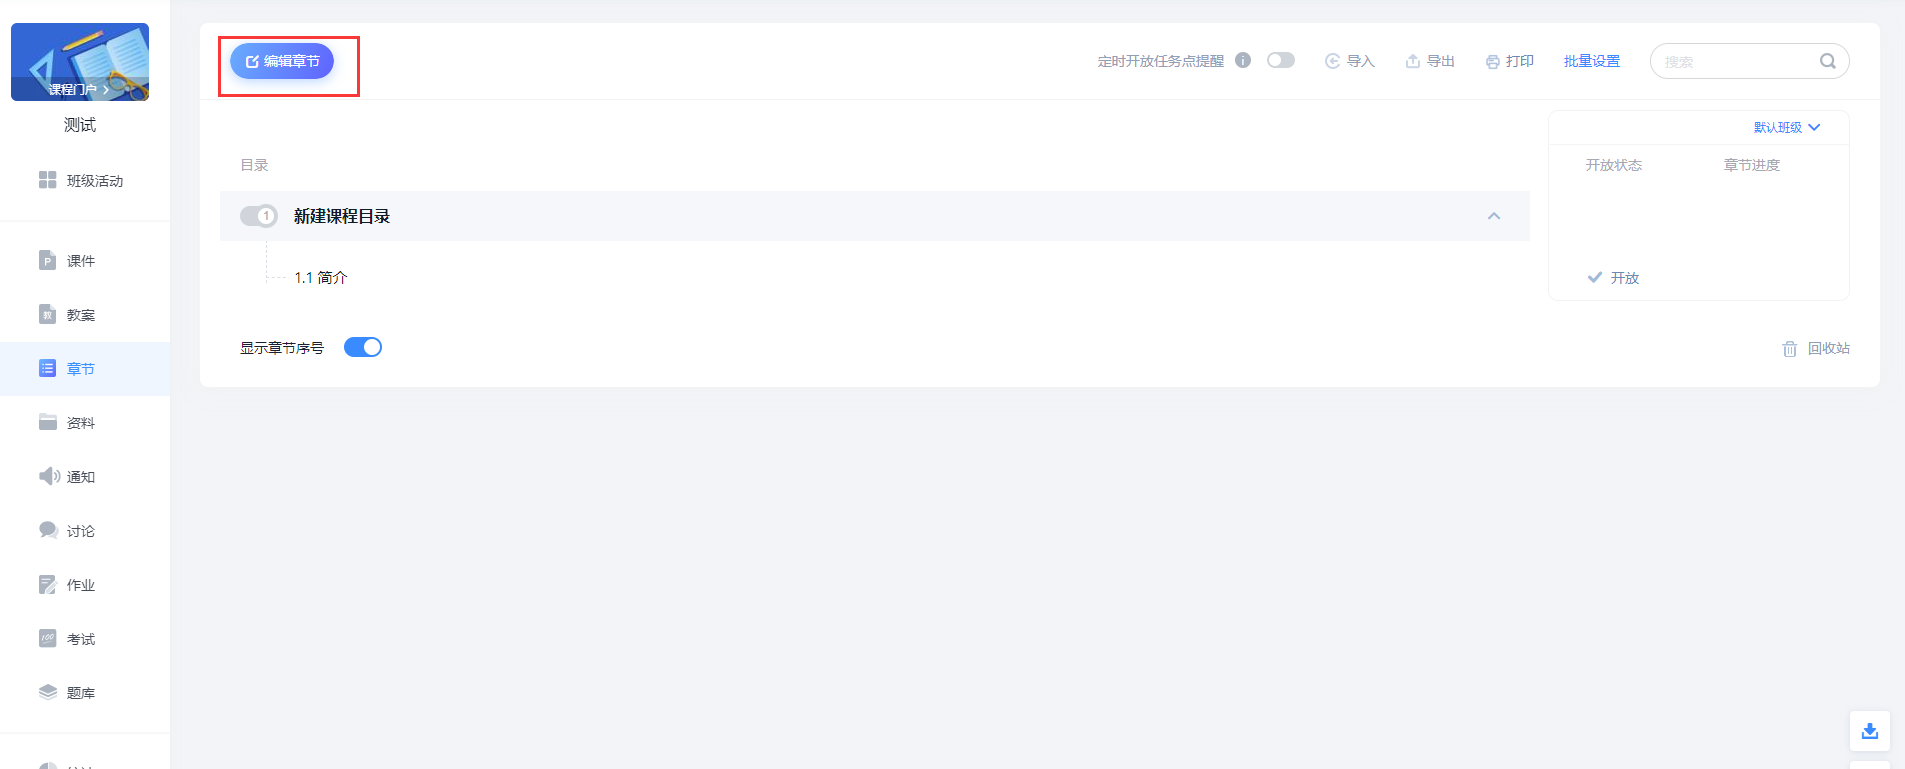 课程门户
测试
班级活动
课件
教案
章节
资料
通知
讨论
作业
考试
题库
编辑章节
定时开放任务点提醒
导入
导出
打印
批量设置
搜索
默认班级
目录
开放状态 章节进度
1 新建课程目录
1.1 简介
开放
显示章节序号
回收站